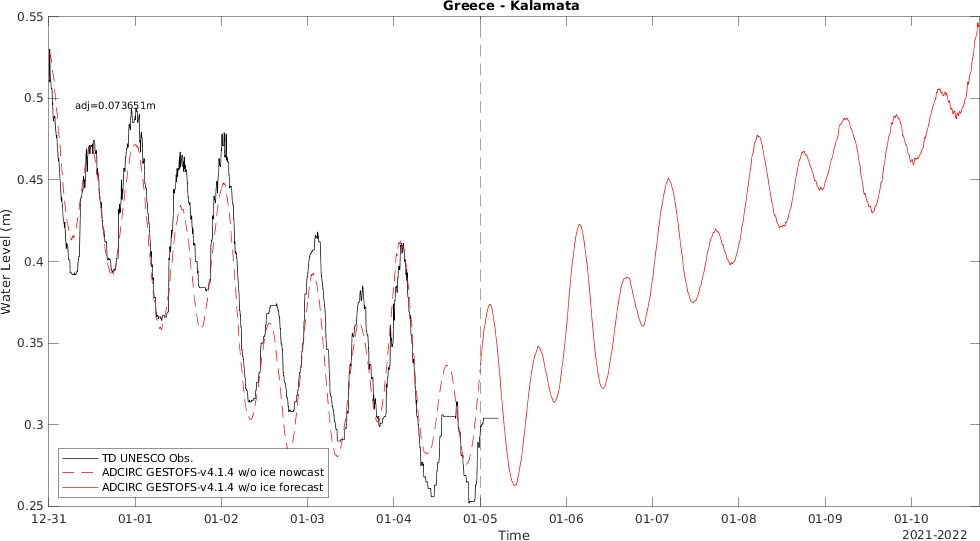 Greece - Kalamata
0.55
0.5
0.45
0.4
0.35
0.3
0.25
Water Level (m)
adj=0.073651m
TD UNESCO Obs.
ADCIRC GESTOFS-v4.1.4 w/o ice nowcast
ADCIRC GESTOFS-v4.1.4 w/o ice forecast
12-31 01-01 01-02 01-03 01-04 01-05 01-06 01-07 01-08 01-09 01-10
Time
2021-2022